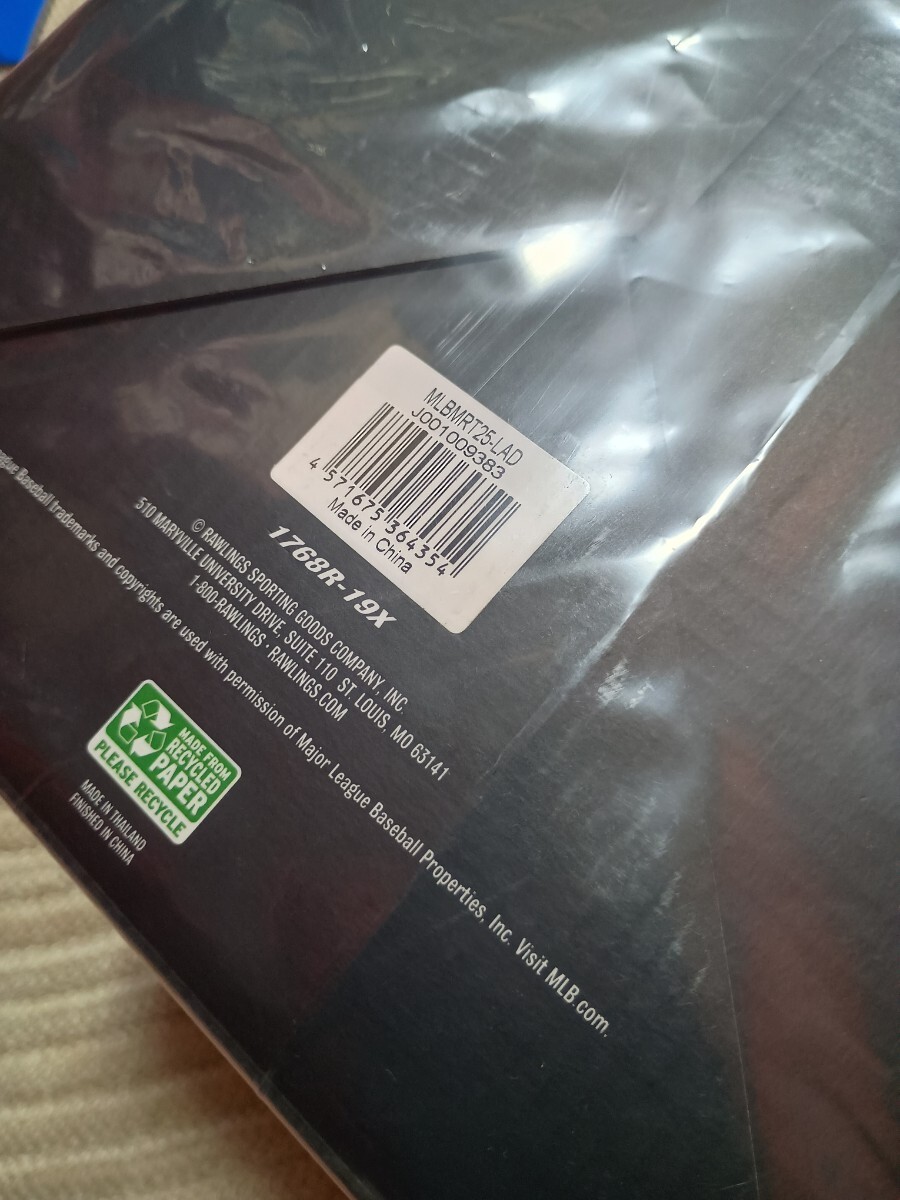 MLBMRT25-LAD
J001009383
4 571675 364354
Made in China
1768R-19X
© RAWLINGS SPORTING GOODS COMPANY, INC.
510 MARYVILLE UNIVERSITY DRIVE, SUITE 110 ST. LOUIS, MO 63141
1-800-RAWLINGS · RAWLINGS.COM
Baseball trademarks and copyrights are used with permission of Major League Baseball Properties, Inc. Visit MLB.com.
MADE FROM
RECYCLED
PAPER
PLEASE RECYCLE
MADE IN THAILAND
FINISHED IN CHINA